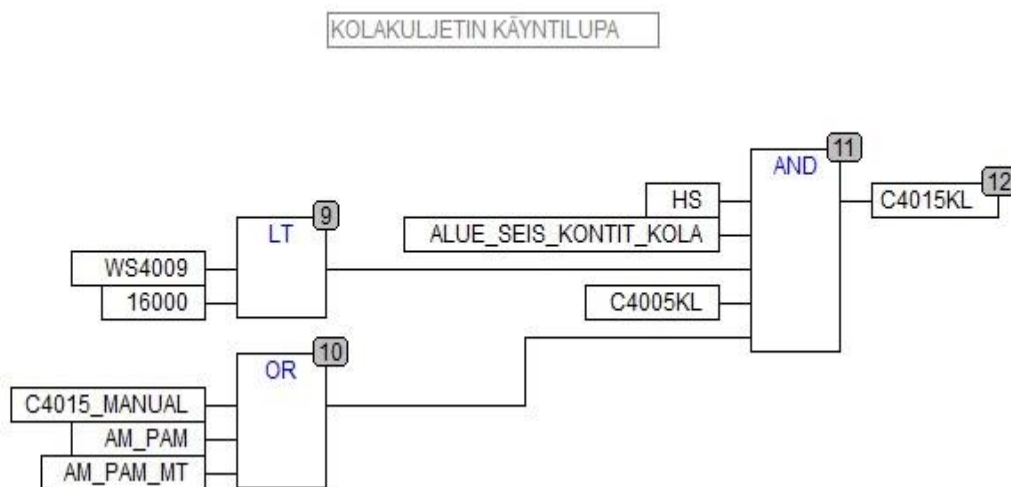 KOLAKULJETIN KÄYNTILUPA
11
AND
12
HS
C4015KL
9
LT
ALUE_SEIS_KONTIT_KOLA
WS4009
16000
C4005KL
10
OR
C4015_MANUAL
AM_PAM
AM_PAM_MT